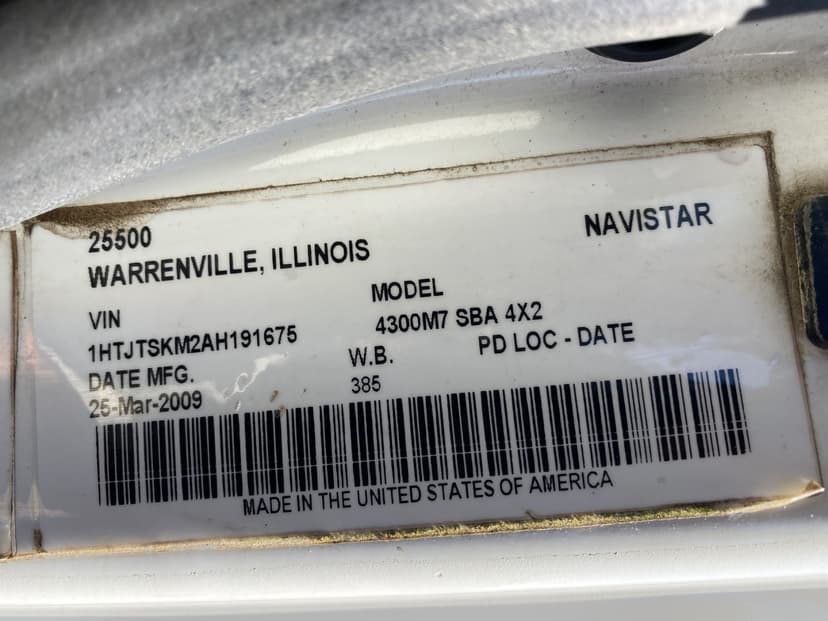 25500
NAVISTAR
WARRENVILLE, ILLINOIS
VIN
MODEL
1HTJTSKM2AH191675
4300M7 SBA 4X2
DATE MFG.
W.B.
PD LOC - DATE
25-Mar-2009
385
MADE IN THE UNITED STATES OF AMERICA